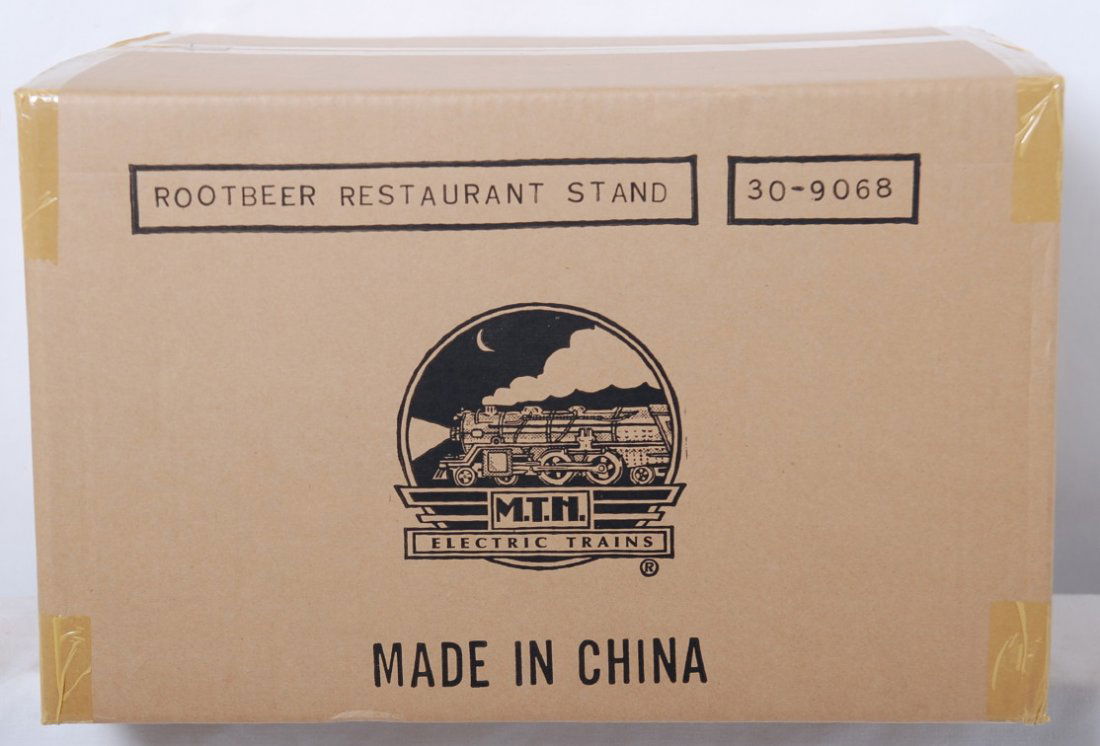 ROOTBEER RESTAURANT STAND
30-9068
M.T.H.
ELECTRIC TRAINS
®
MADE IN CHINA